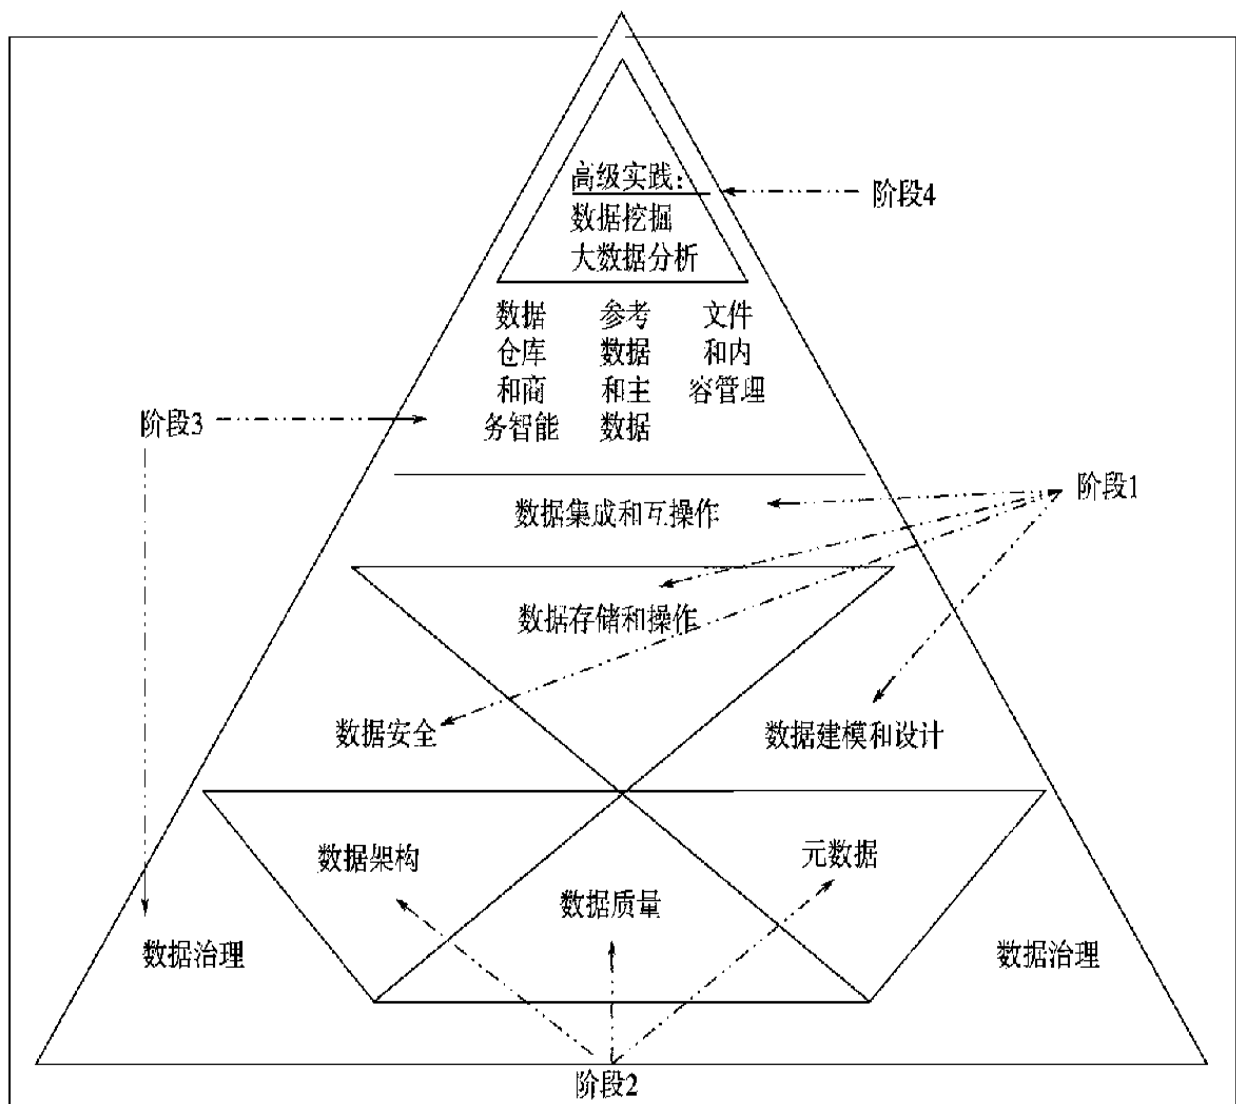 高级实践：
数据挖掘
大数据分析
阶段4
数据
仓库
和商
务智能
参考
数据
和主
数据
文件
和内
容管理
阶段3
阶段1
数据集成和互操作
数据存储和操作
数据安全
数据建模和设计
数据架构
元数据
数据质量
数据治理
数据治理
阶段2